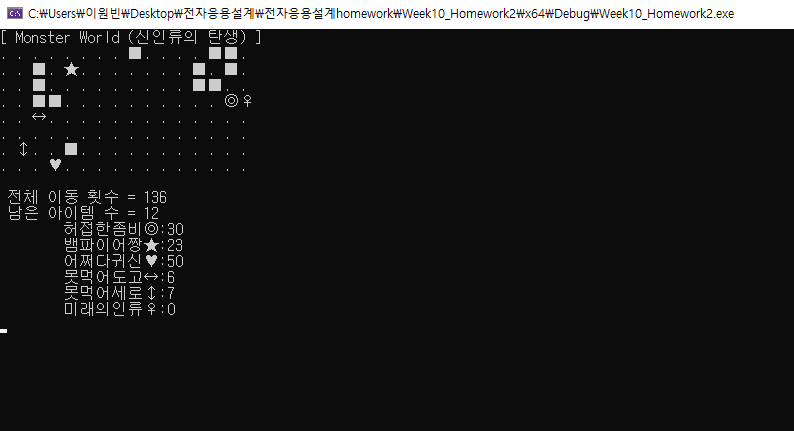 C:₩Users₩이원빈₩Desktop₩전자응용설계₩전자응용설계homework₩Week10_Homework2₩x64₩Debug₩Week10_Homework2.exe
[ Monster World (신인류의 탄생) ]
. . . . . . . . ■. . . . ■■. 
. . ■. ★. . . . . . . ■. ■. 
. . ■. . . . . . . . . ■■. . 
. . ■■. . . . . . . . . . ◎♀
. . ↔. . . . . . . . . . . . . 
. . . . . . . . . . . . . . . . 
. ↕. . ■. . . . . . . . . . . 
. . . ♥. . . . . . . . . . . . 
전체 이동 횟수 = 136
남은 아이템 수 = 12
허접한좀비◎:30
뱀파이어짱★:23
어쩌다귀신♥:50
못먹어도고↔:6
못먹어세로↕:7
미래의인류♀:0